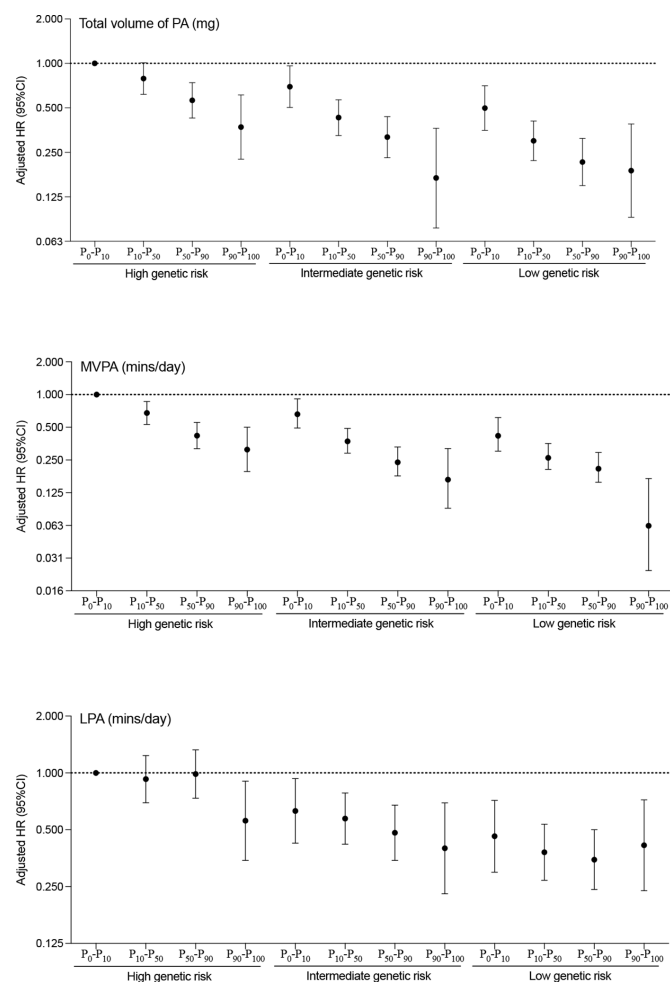 Total volume of PA (mg)
Adjusted HR (95%CI)
2.000
1.000
0.500
0.250
0.125
0.063
P₀-P₁₀ P₁₀-P₅₀ P₅₀-P₉₀ P₉₀-P₁₀₀ P₀-P₁₀ P₁₀-P₅₀ P₅₀-P₉₀ P₉₀-P₁₀₀ P₀-P₁₀ P₁₀-P₅₀ P₅₀-P₉₀ P₉₀-P₁₀₀
High genetic risk Intermediate genetic risk Low genetic risk
MVPA (mins/day)
Adjusted HR (95%CI)
2.000
1.000
0.500
0.250
0.125
0.063
0.031
0.016
P₀-P₁₀ P₁₀-P₅₀ P₅₀-P₉₀ P₉₀-P₁₀₀ P₀-P₁₀ P₁₀-P₅₀ P₅₀-P₉₀ P₉₀-P₁₀₀ P₀-P₁₀ P₁₀-P₅₀ P₅₀-P₉₀ P₉₀-P₁₀₀
High genetic risk Intermediate genetic risk Low genetic risk
LPA (mins/day)
Adjusted HR (95%CI)
2.000
1.000
0.500
0.250
0.125
P₀-P₁₀ P₁₀-P₅₀ P₅₀-P₉₀ P₉₀-P₁₀₀ P₀-P₁₀ P₁₀-P₅₀ P₅₀-P₉₀ P₉₀-P₁₀₀ P₀-P₁₀ P₁₀-P₅₀ P₅₀-P₉₀ P₉₀-P₁₀₀
High genetic risk Intermediate genetic risk Low genetic risk